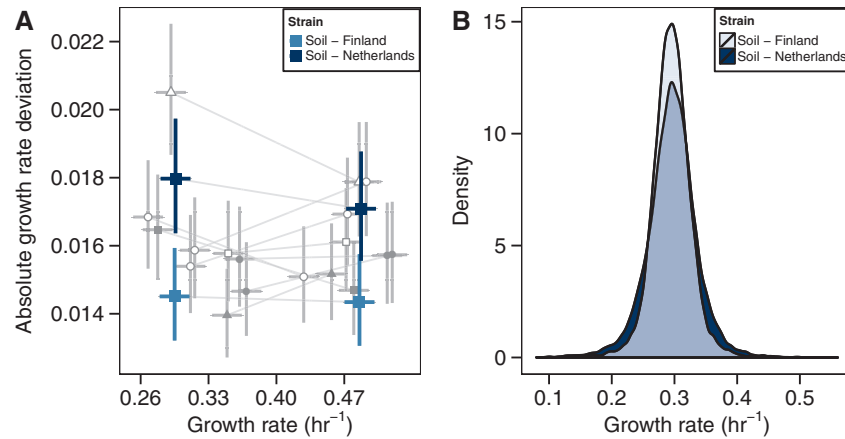 A
Strain
Soil – Finland
Soil – Netherlands
Absolute growth rate deviation
0.022
0.020
0.018
0.016
0.014
0.26 0.33 0.40 0.47
Growth rate (hr⁻¹)
B
Strain
Soil – Finland
Soil – Netherlands
Density
15
10
5
0
0.1 0.2 0.3 0.4 0.5
Growth rate (hr⁻¹)